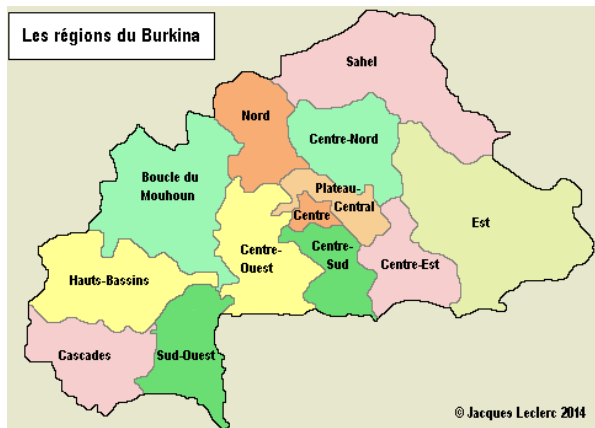 Les régions du Burkina
Sahel
Nord
Centre-Nord
Boucle du
Mouhoun
Plateau-
Central
Centre
Est
Centre-
Ouest
Centre-
Sud
Centre-Est
Hauts-Bassins
Cascades
Sud-Ouest
© Jacques Leclerc 2014